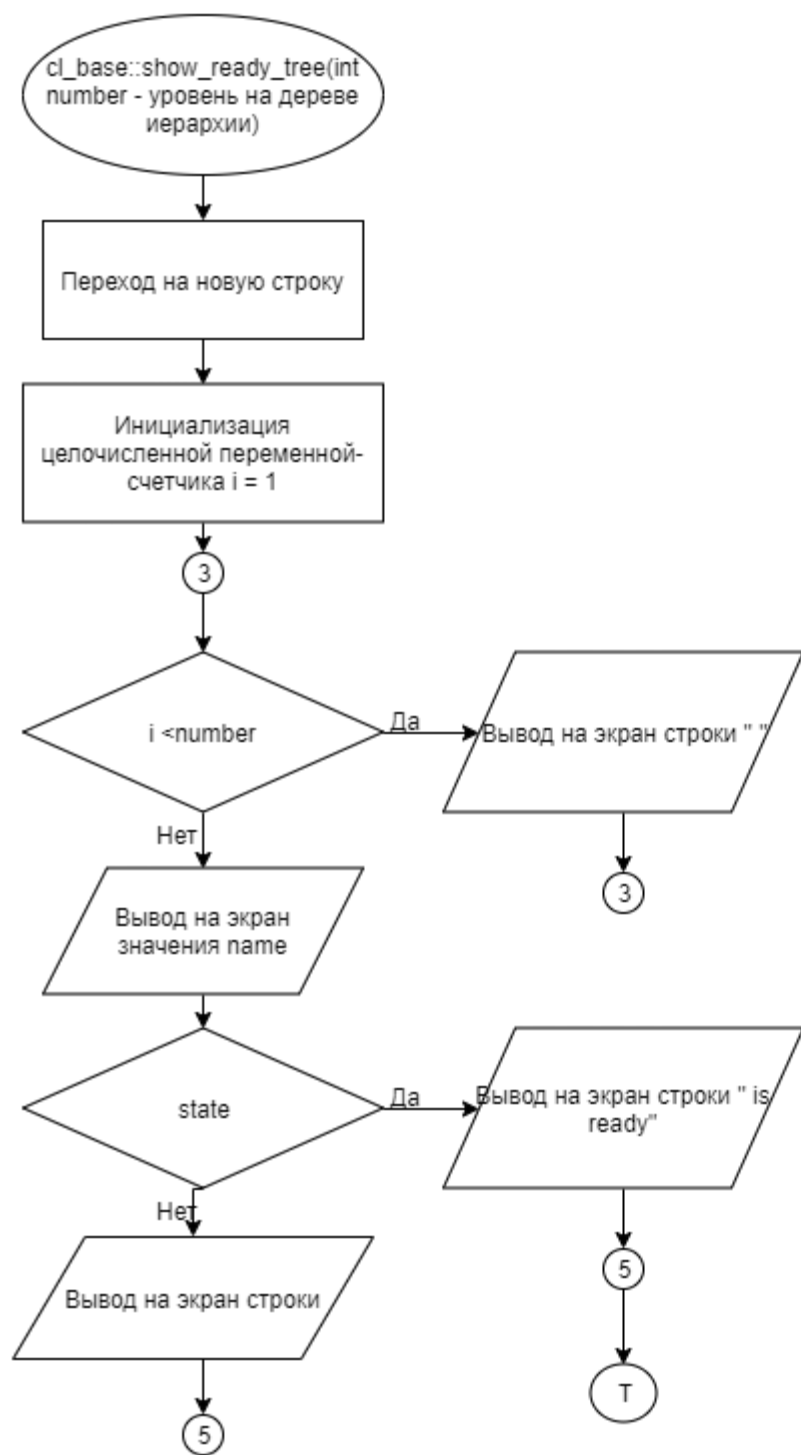 cl_base::show_ready_tree(int
number - уровень на дереве
иерархии)
Переход на новую строку
Инициализация
целочисленной переменной-
счетчика i = 1
3
i <number
Да
Вывод на экран строки " "
Нет
3
Вывод на экран
значения name
state
Да
Вывод на экран строки " is
ready"
Нет
Вывод на экран строки
5
T
5